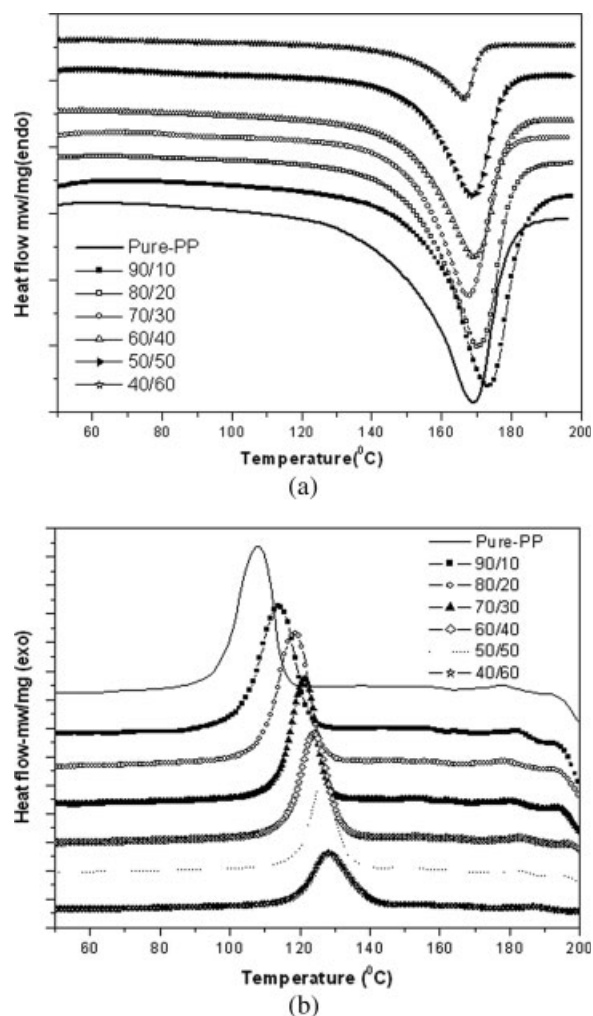 Heat flow mw/mg(endo)
Pure-PP
90/10
80/20
70/30
60/40
50/50
40/60
60 80 100 120 140 160 180 200
Temperature(⁰C)
(a)
Heat flow-mw/mg (exo)
Pure-PP
90/10
80/20
70/30
60/40
50/50
40/60
60 80 100 120 140 160 180 200
Temperature (⁰C)
(b)